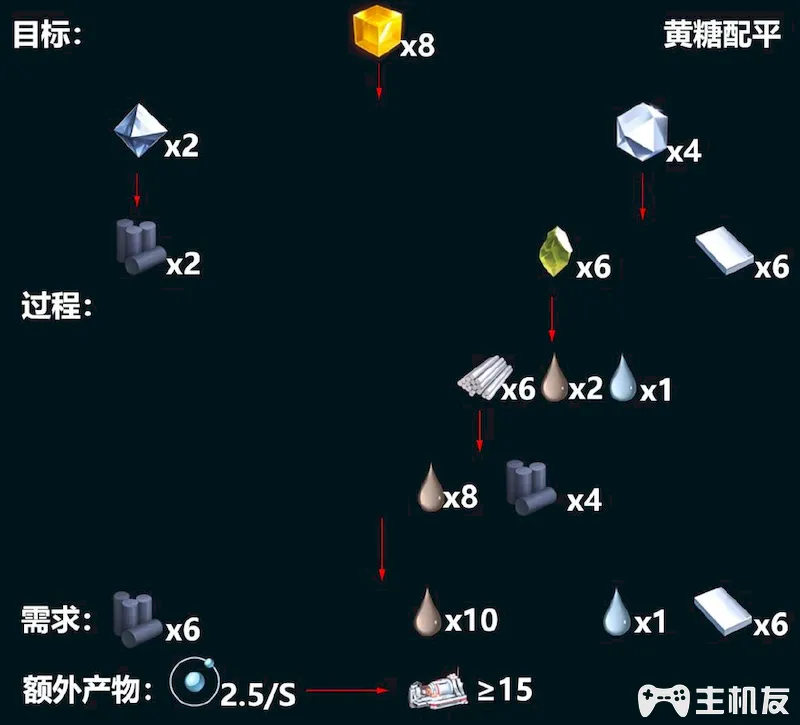 目标： x8 黄糖配平
x2 x4
x2 x6 x6
过程：
x6 x2 x1
x8 x4
需求： x6 x10 x1 x6
额外产物： 2.5/S ≥15
主机友